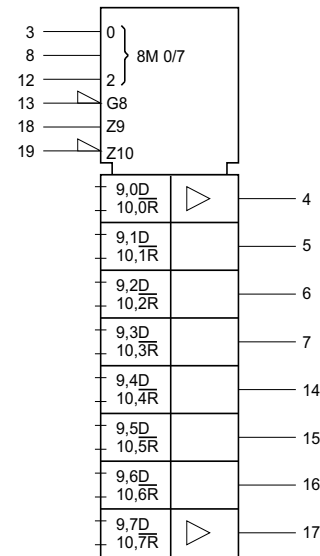 3 0
8 8M 0/7
12 2
13 G8
18 Z9
19 Z10
9,0D
10,0R 4
9,1D
10,1R 5
9,2D
10,2R 6
9,3D
10,3R 7
9,4D
10,4R 14
9,5D
10,5R 15
9,6D
10,6R 16
9,7D
10,7R 17